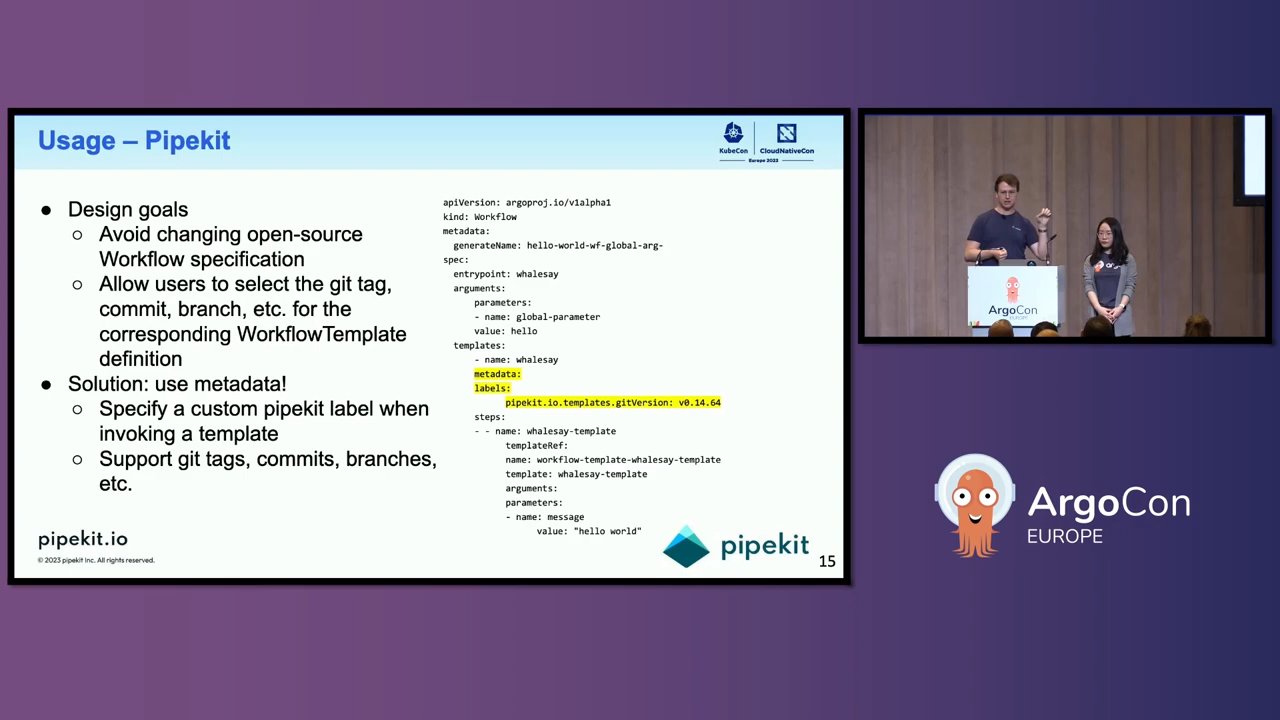 Usage – Pipekit
KubeCon
CloudNativeCon
Europe 2023
● Design goals
○ Avoid changing open-source
Workflow specification
○ Allow users to select the git tag,
commit, branch, etc. for the
corresponding WorkflowTemplate
definition
● Solution: use metadata!
○ Specify a custom pipekit label when
invoking a template
○ Support git tags, commits, branches,
etc.
apiVersion: argoproj.io/v1alpha1
kind: Workflow
metadata:
generateName: hello-world-wf-global-arg-
spec:
entrypoint: whalesay
arguments:
parameters:
- name: global-parameter
value: hello
templates:
- name: whalesay
metadata:
labels:
pipekit.io.templates.gitVersion: v0.14.64
steps:
- - name: whalesay-template
templateRef:
name: workflow-template-whalesay-template
template: whalesay-template
arguments:
parameters:
- name: message
value: "hello world"
pipekit.io
© 2023 pipekit Inc. All rights reserved.
pipekit
15
ArgoCon
EUROPE
ArgoCon
EUROPE